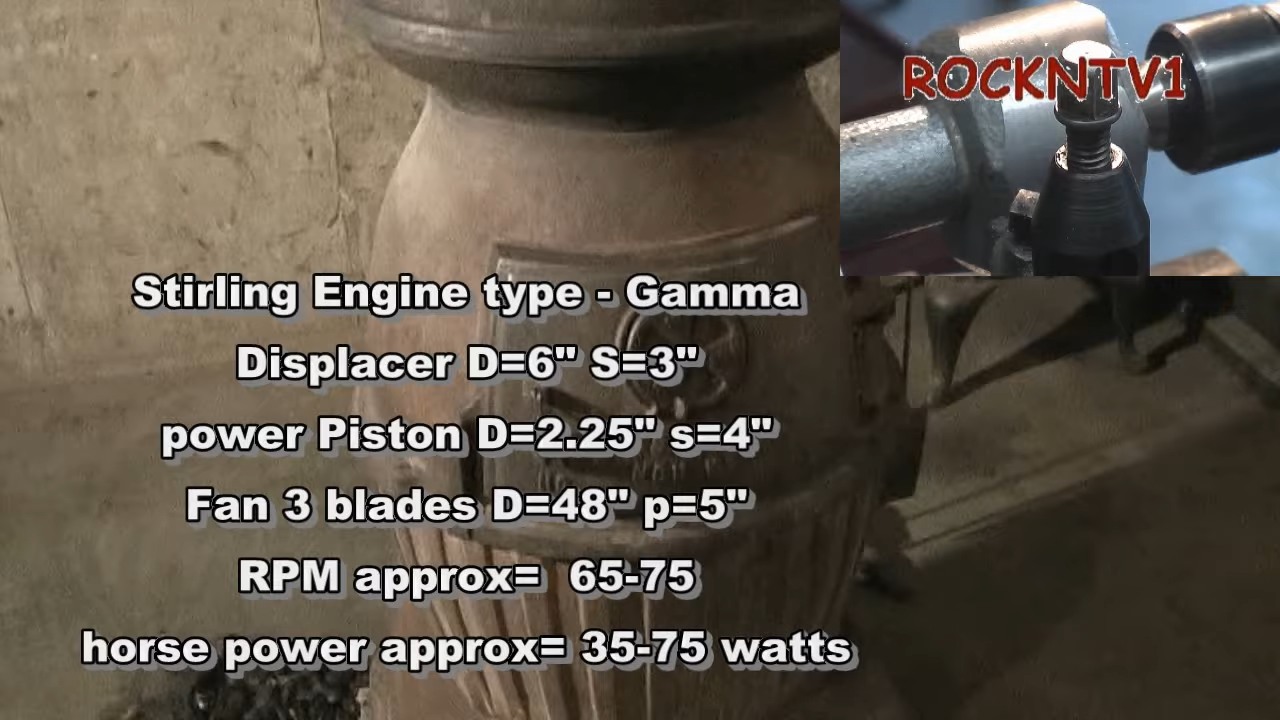 ROCKNTV1
Stirling Engine type - Gamma
Displacer D=6" S=3"
power Piston D=2.25" s=4"
Fan 3 blades D=48" p=5"
RPM approx= 65-75
horse power approx= 35-75 watts